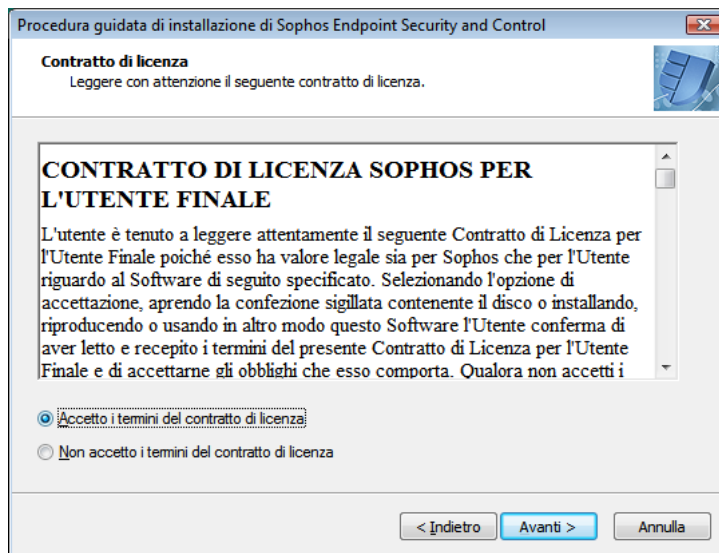 Procedura guidata di installazione di Sophos Endpoint Security and Control
Contratto di licenza
Leggere con attenzione il seguente contratto di licenza.
CONTRATTO DI LICENZA SOPHOS PER
L'UTENTE FINALE
L'utente è tenuto a leggere attentamente il seguente Contratto di Licenza per
l'Utente Finale poiché esso ha valore legale sia per Sophos che per l'Utente
riguardo al Software di seguito specificato. Selezionando l'opzione di
accettazione, aprendo la confezione sigillata contenente il disco o installando,
riproducendo o usando in altro modo questo Software l'Utente conferma di
aver letto e recepito i termini del presente Contratto di Licenza per l'Utente
Finale e di accettarne gli obblighi che esso comporta. Qualora non accetti i
Accetto i termini del contratto di licenza
Non accetto i termini del contratto di licenza
< Indietro
Avanti >
Annulla